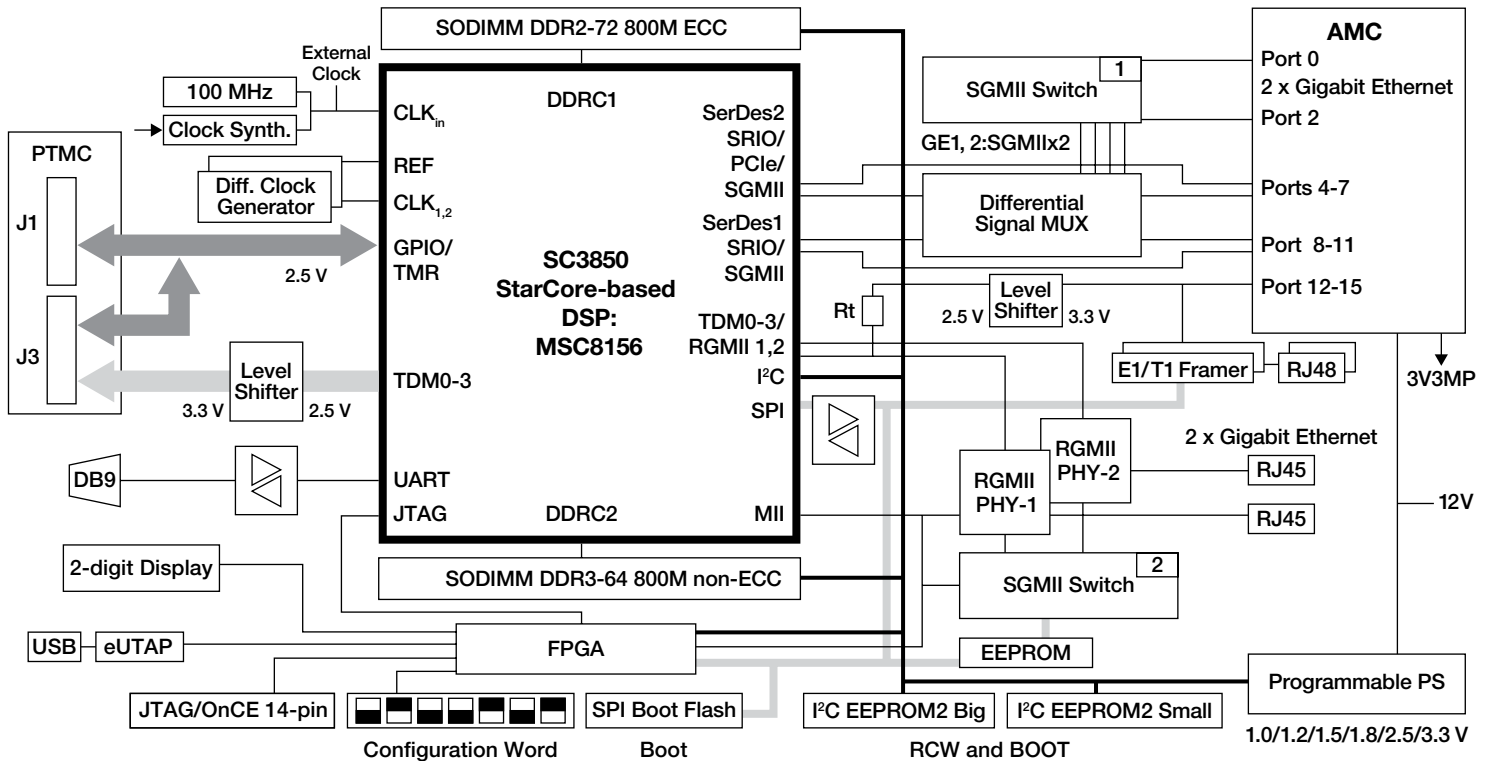 SODIMM DDR2-72 800M ECC
External
Clock
100 MHz
Clock Synth.
PTMC
J1
J3
Diff. Clock
Generator
2.5 V
Level
Shifter
3.3 V
2.5 V
DB9
CLKin
REF
CLK1,2
GPIO/
TMR
TDM0-3
UART
JTAG
DDRC1
SC3850
StarCore-based
DSP:
MSC8156
DDRC2
SerDes2
SRIO/
PCIe/
SGMII
SerDes1
SRIO/
SGMII
TDM0-3/
RGMII 1,2
I²C
SPI
MII
SGMII Switch
1
GE1, 2:SGMIIx2
Differential
Signal MUX
Rt
2.5 V
Level
Shifter
3.3 V
AMC
Port 0
2 x Gigabit Ethernet
Port 2
Ports 4-7
Port 8-11
Port 12-15
E1/T1 Framer
RJ48
3V3MP
RGMII
PHY-1
RGMII
PHY-2
2 x Gigabit Ethernet
RJ45
RJ45
12V
SGMII Switch
2
EEPROM
SODIMM DDR3-64 800M non-ECC
2-digit Display
USB
eUTAP
FPGA
JTAG/OnCE 14-pin
Configuration Word
SPI Boot Flash
Boot
I²C EEPROM2 Big
I²C EEPROM2 Small
RCW and BOOT
Programmable PS
1.0/1.2/1.5/1.8/2.5/3.3 V